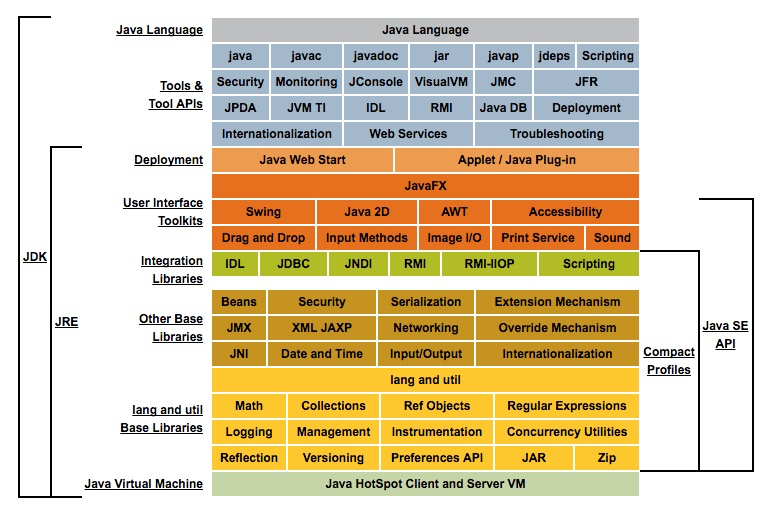 Java Language Java Language
java javac javadoc jar javap jdeps Scripting
Security Monitoring JConsole VisualVM JMC JFR
Tools &
Tool APIs
JPDA JVM TI IDL RMI Java DB Deployment
Internationalization Web Services Troubleshooting
Deployment Java Web Start Applet / Java Plug-in
JavaFX
User Interface
Toolkits
Swing Java 2D AWT Accessibility
Drag and Drop Input Methods Image I/O Print Service Sound
JDK
Integration
Libraries
IDL JDBC JNDI RMI RMI-IIOP Scripting
Beans Security Serialization Extension Mechanism
JRE
Other Base
Libraries
JMX XML JAXP Networking Override Mechanism
Java SE
API
JNI Date and Time Input/Output Internationalization
Compact
Profiles
lang and util
lang and util
Base Libraries
Math Collections Ref Objects Regular Expressions
Logging Management Instrumentation Concurrency Utilities
Reflection Versioning Preferences API JAR Zip
Java Virtual Machine Java HotSpot Client and Server VM